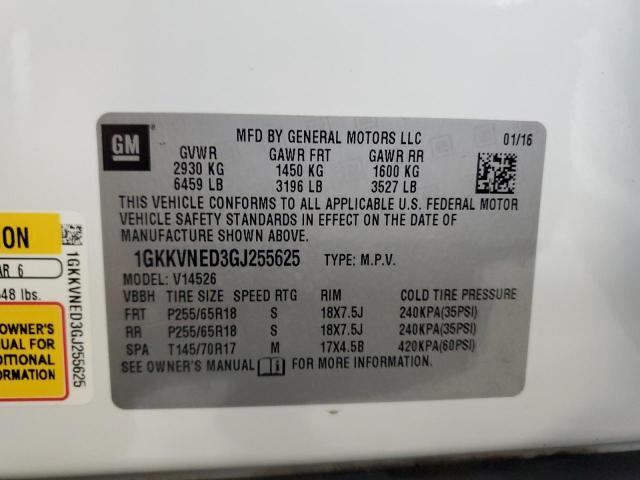 GM
MFD BY GENERAL MOTORS LLC 01/16
GVWR GAWR FRT GAWR RR
2930 KG 1450 KG 1600 KG
6459 LB 3196 LB 3527 LB
THIS VEHICLE CONFORMS TO ALL APPLICABLE U.S. FEDERAL MOTOR
VEHICLE SAFETY STANDARDS IN EFFECT ON THE DATE OF
MANUFACTURE SHOWN ABOVE.
1GKKVNED3GJ255625 TYPE: M.P.V.
MODEL: V14526
VBBH TIRE SIZE SPEED RTG RIM COLD TIRE PRESSURE
FRT P255/65R18 S 18X7.5J 240KPA(35PSI)
RR P255/65R18 S 18X7.5J 240KPA(35PSI)
SPA T145/70R17 M 17X4.5B 420KPA(60PSI)
SEE OWNER'S MANUAL FOR MORE INFORMATION.
ION
AR 6
48 lbs.
OWNER'S
UAL FOR
DITIONAL
ORMATION
1GKKVNED3GJ255625